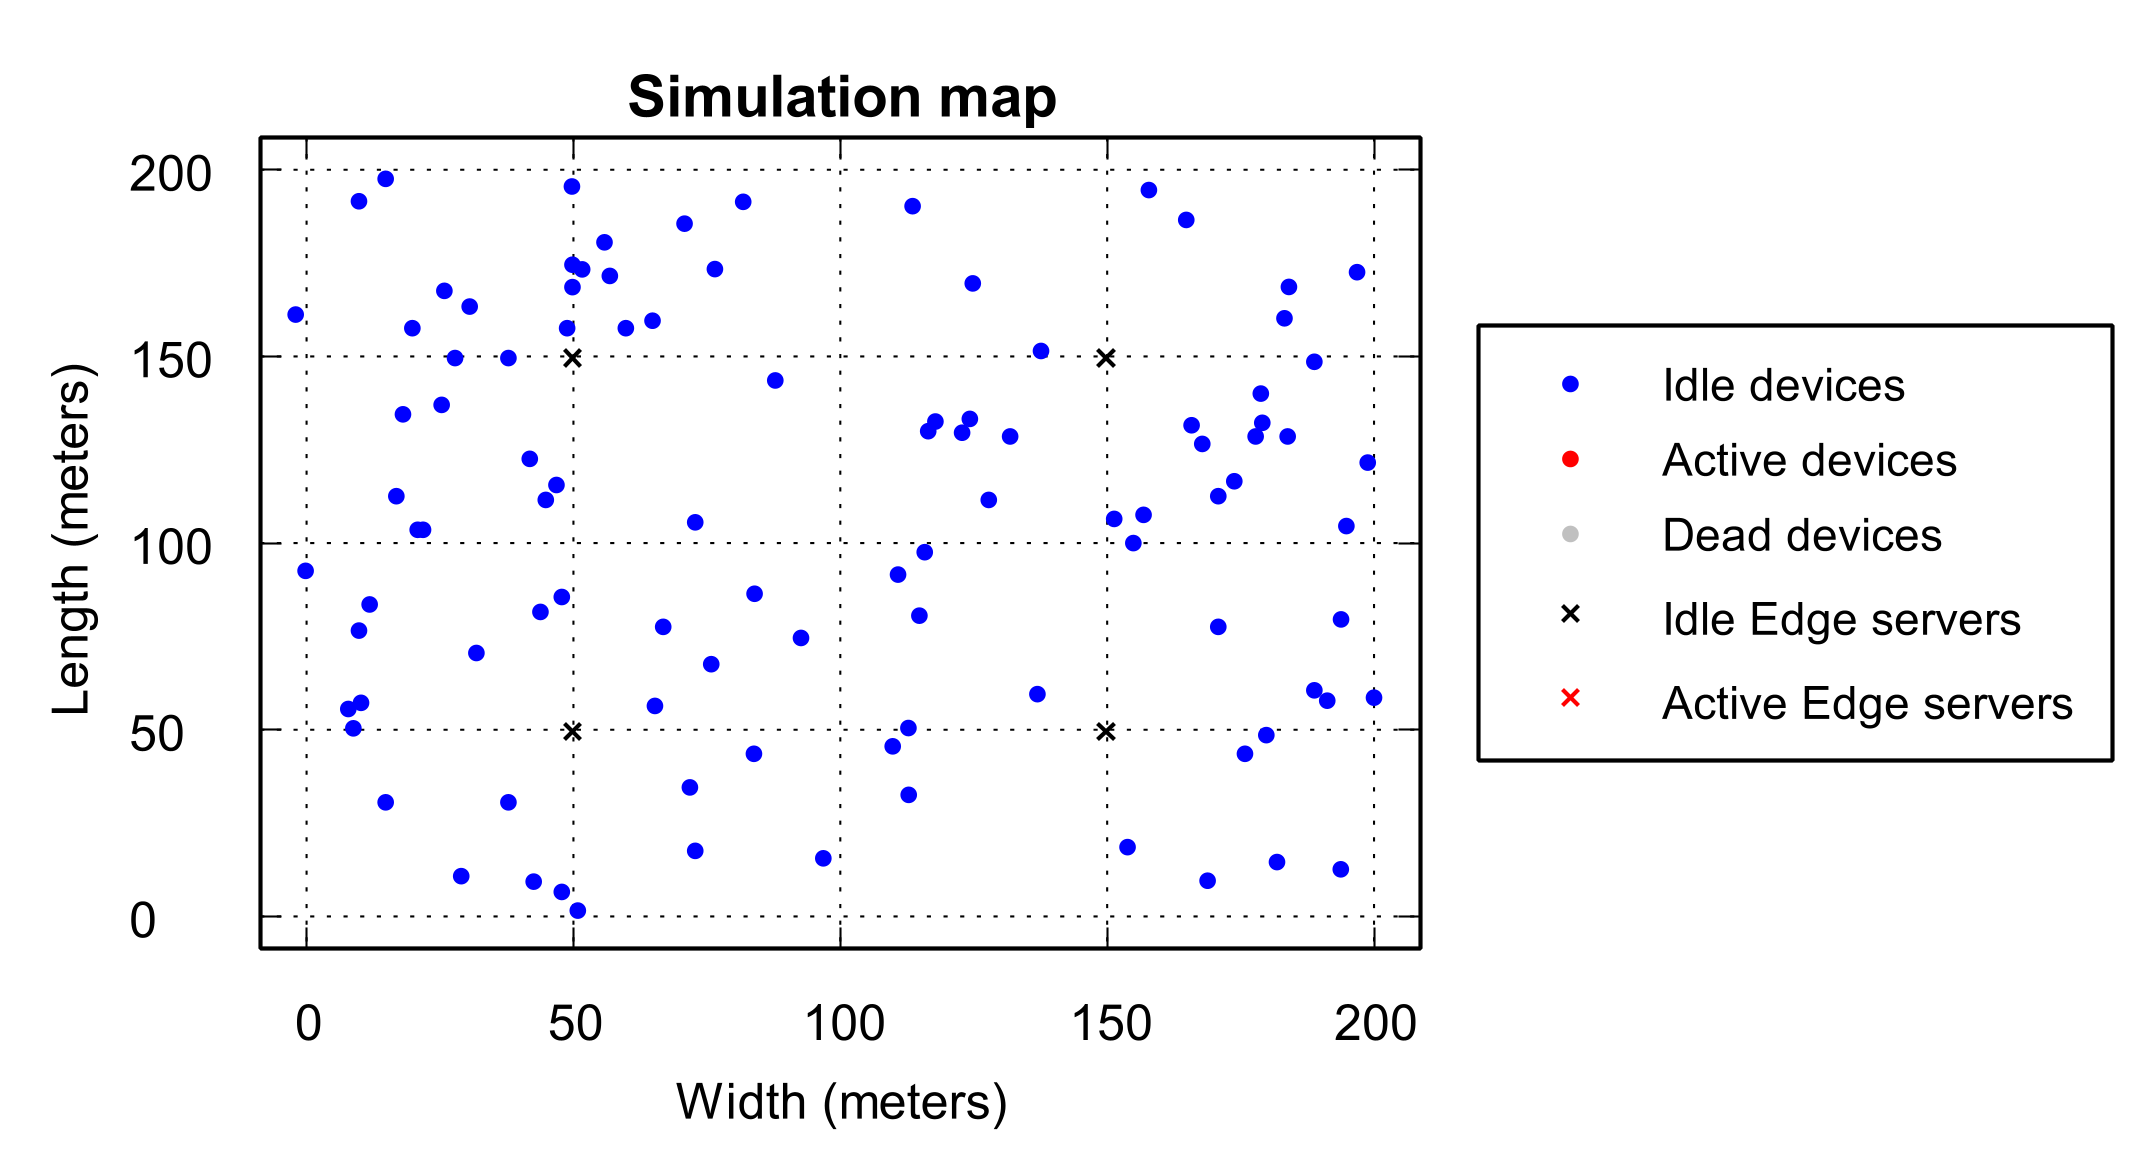 Simulation map
200
150
100
50
0
Length (meters)
0 50 100 150 200
Width (meters)
Idle devices
Active devices
Dead devices
Idle Edge servers
Active Edge servers